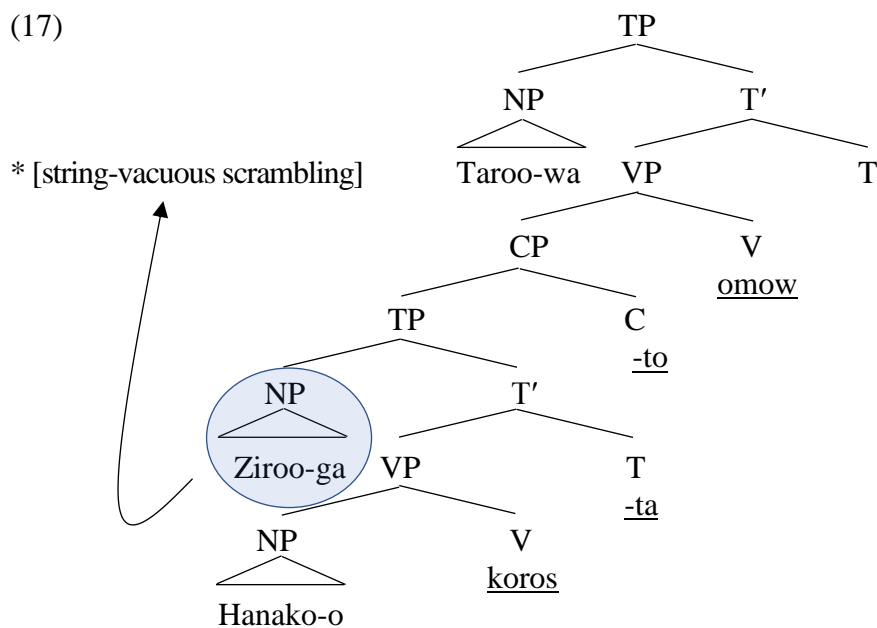 (17)
TP
NP T′
* [string-vacuous scrambling] Taroo-wa VP T
CP V
omow
TP C
-to
NP T′
Ziroo-ga VP T
-ta
NP V
koros
Hanako-o